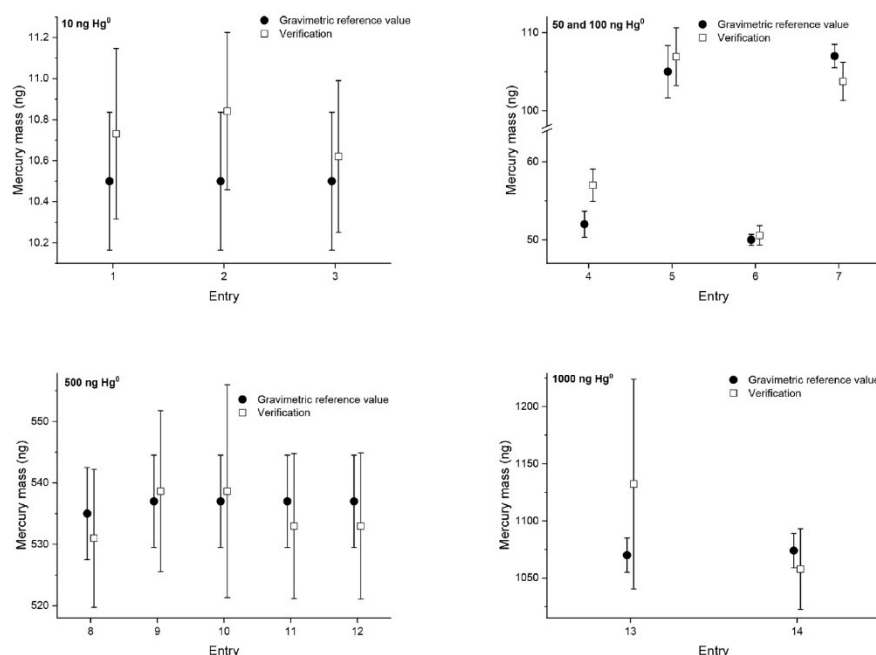 10 ng Hg⁰
Gravimetric reference value
Verification
11.2
11.0
10.8
10.6
10.4
10.2
Mercury mass (ng)
1 2 3
Entry
50 and 100 ng Hg⁰
Gravimetric reference value
Verification
110
100
60
50
Mercury mass (ng)
4 5 6 7
Entry
500 ng Hg⁰
Gravimetric reference value
Verification
550
540
530
520
Mercury mass (ng)
8 9 10 11 12
Entry
1000 ng Hg⁰
Gravimetric reference value
Verification
1200
1150
1100
1050
Mercury mass (ng)
13 14
Entry